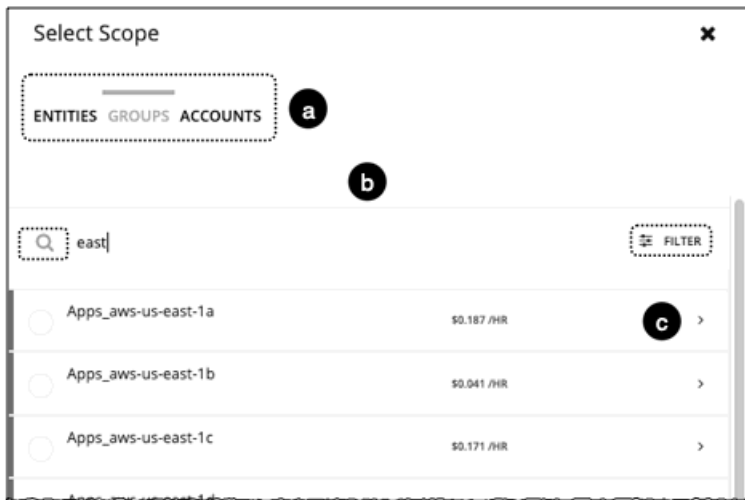 Select Scope
ENTITIES GROUPS ACCOUNTS a
b
east FILTER
Apps_aws-us-east-1a $0.187 /HR c
Apps_aws-us-east-1b $0.041 /HR
Apps_aws-us-east-1c $0.171 /HR